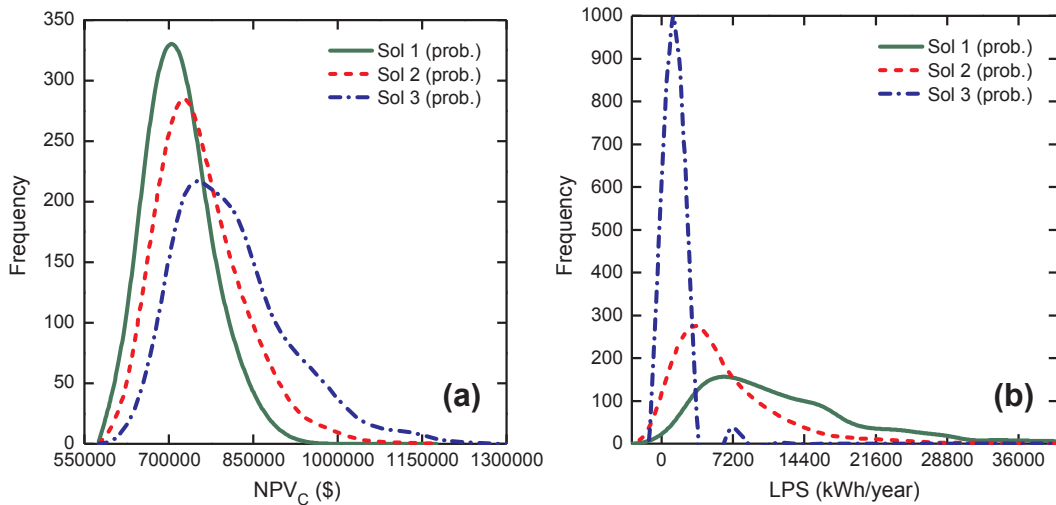 350
300
250
200
150
100
50
0
550000 700000 850000 1000000 1150000 1300000
Frequency
NPV_C ($)
Sol 1 (prob.)
Sol 2 (prob.)
Sol 3 (prob.)
(a)
1000
900
800
700
600
500
400
300
200
100
0
0 7200 14400 21600 28800 36000
Frequency
LPS (kWh/year)
Sol 1 (prob.)
Sol 2 (prob.)
Sol 3 (prob.)
(b)